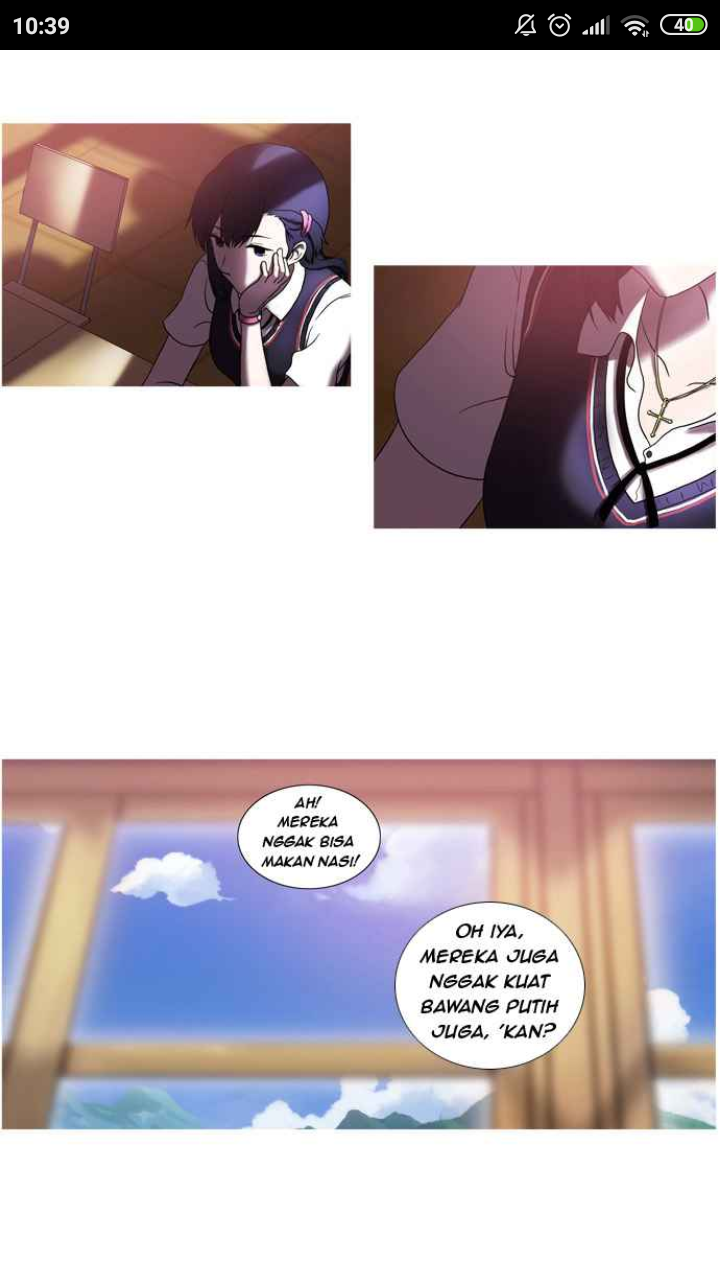 10:39
40
AH!
MEREKA
NGGAK BISA
MAKAN NASI!
OH IYA,
MEREKA JUGA
NGGAK KUAT
BAWANG PUTIH
JUGA, 'KAN?